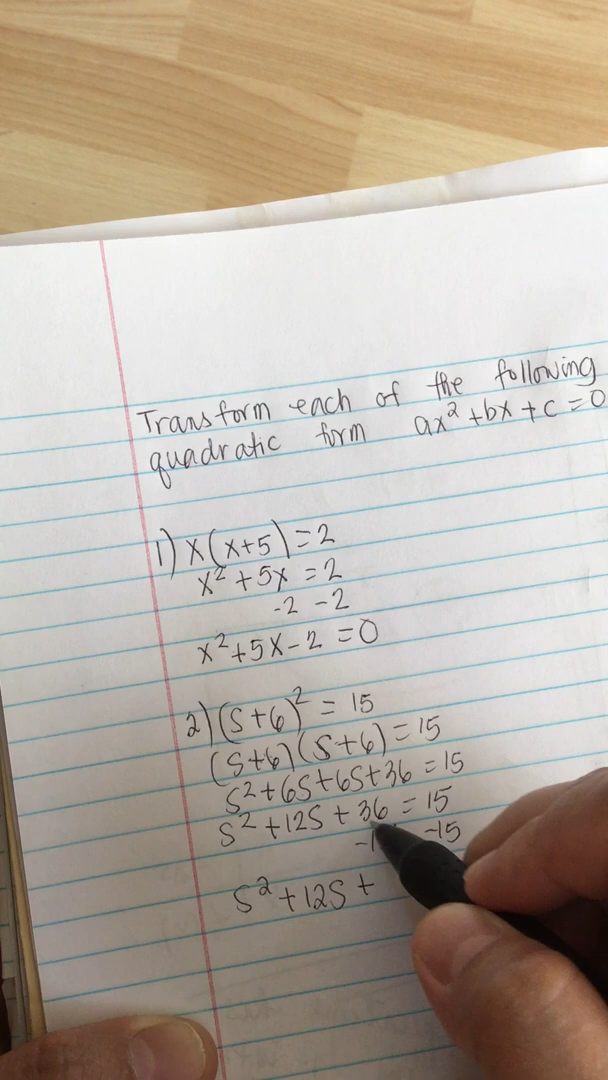 Transform each of the following
quadratic form ax² + bx + c = 0
1) x(x+5) = 2
x² + 5x = 2
-2 -2
x² + 5x - 2 = 0
2) (s+6)² = 15
(s+6)(s+6) = 15
s² + 6s + 6s + 36 = 15
s² + 12s + 36 = 15
-15
s² + 12s +